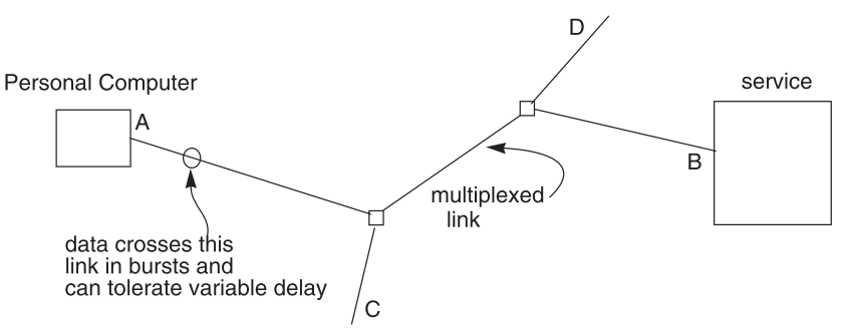 D
Personal Computer
service
A
B
multiplexed
link
data crosses this
link in bursts and
can tolerate variable delay
C